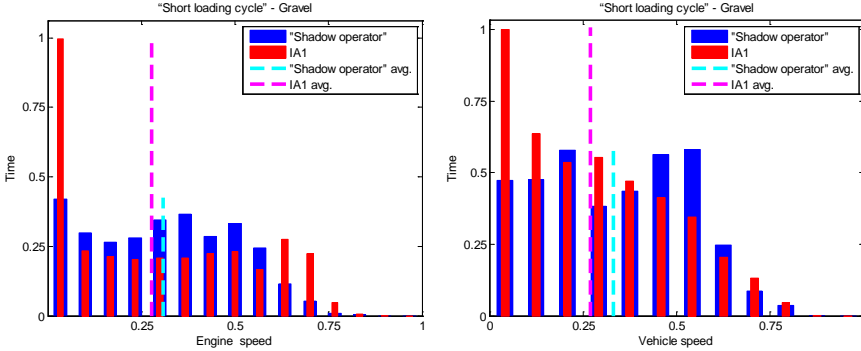 “Short loading cycle” - Gravel
1
0.75
0.5
0.25
0
Time
0.25
0.5
0.75
1
Engine speed
"Shadow operator"
IA1
"Shadow operator" avg.
IA1 avg.
“Short loading cycle” - Gravel
1
0.75
0.5
0.25
0
Time
0
0.25
0.5
0.75
Vehicle speed
"Shadow operator"
IA1
"Shadow operator" avg.
IA1 avg.